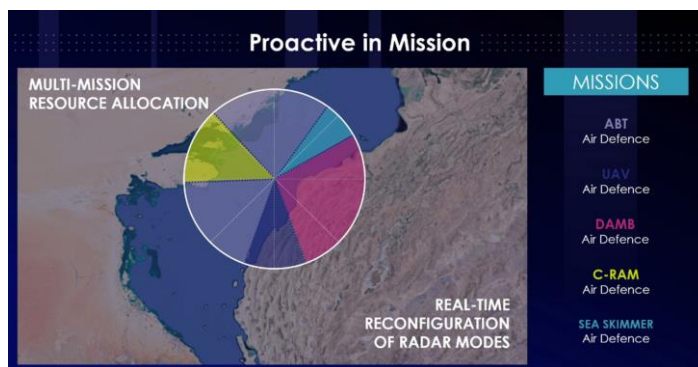 Proactive in Mission
MULTI-MISSION
RESOURCE ALLOCATION
REAL-TIME
RECONFIGURATION
OF RADAR MODES
MISSIONS
ABT
Air Defence
UAV
Air Defence
DAMB
Air Defence
C-RAM
Air Defence
SEA SKIMMER
Air Defence